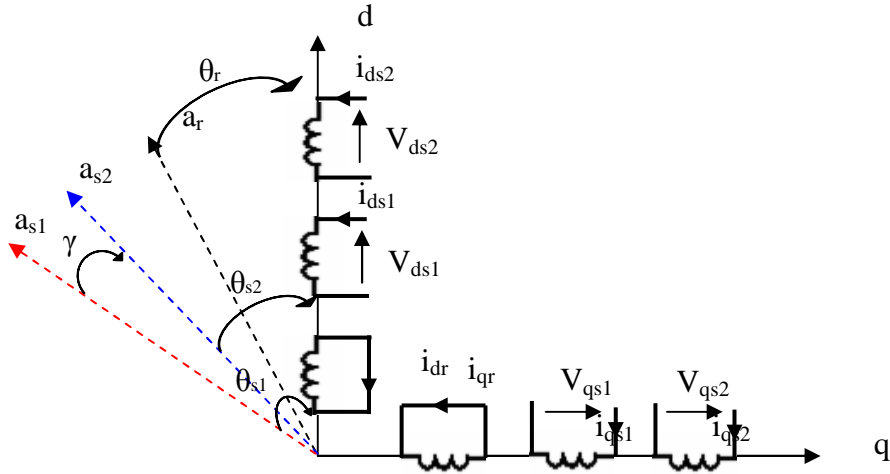 d
θr
ids2
ar
Vds2
as2
as1
ids1
γ
θs2
Vds1
θs1
idr
iqr
Vqs1
Vqs2
iqs1
iqs2
q